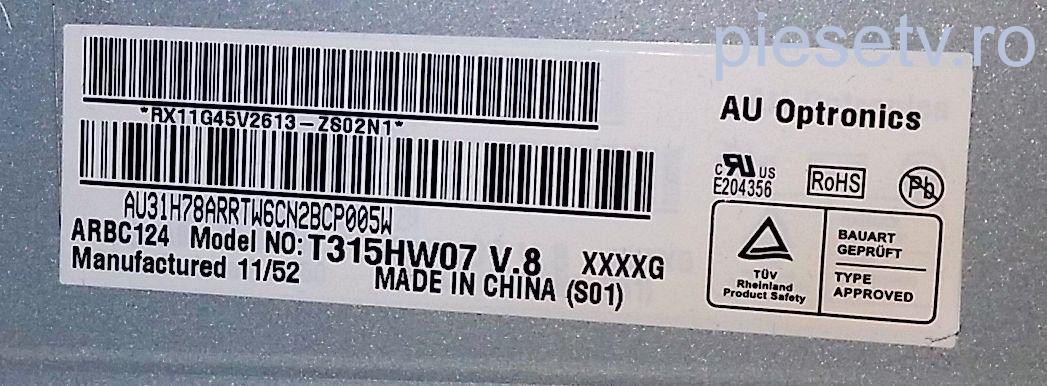 piesetv.ro
*RX11G45V2613-ZS02N1*
AU31H78ARRTW6CN2BCP005W
ARBC124 Model NO: T315HW07 V.8 XXXXG
Manufactured 11/52 MADE IN CHINA (S01)
AU Optronics
C RU US
E204356
RoHS
Pb
TÜV
Rheinland
Product Safety
BAUART
GEPRÜFT
TYPE
APPROVED